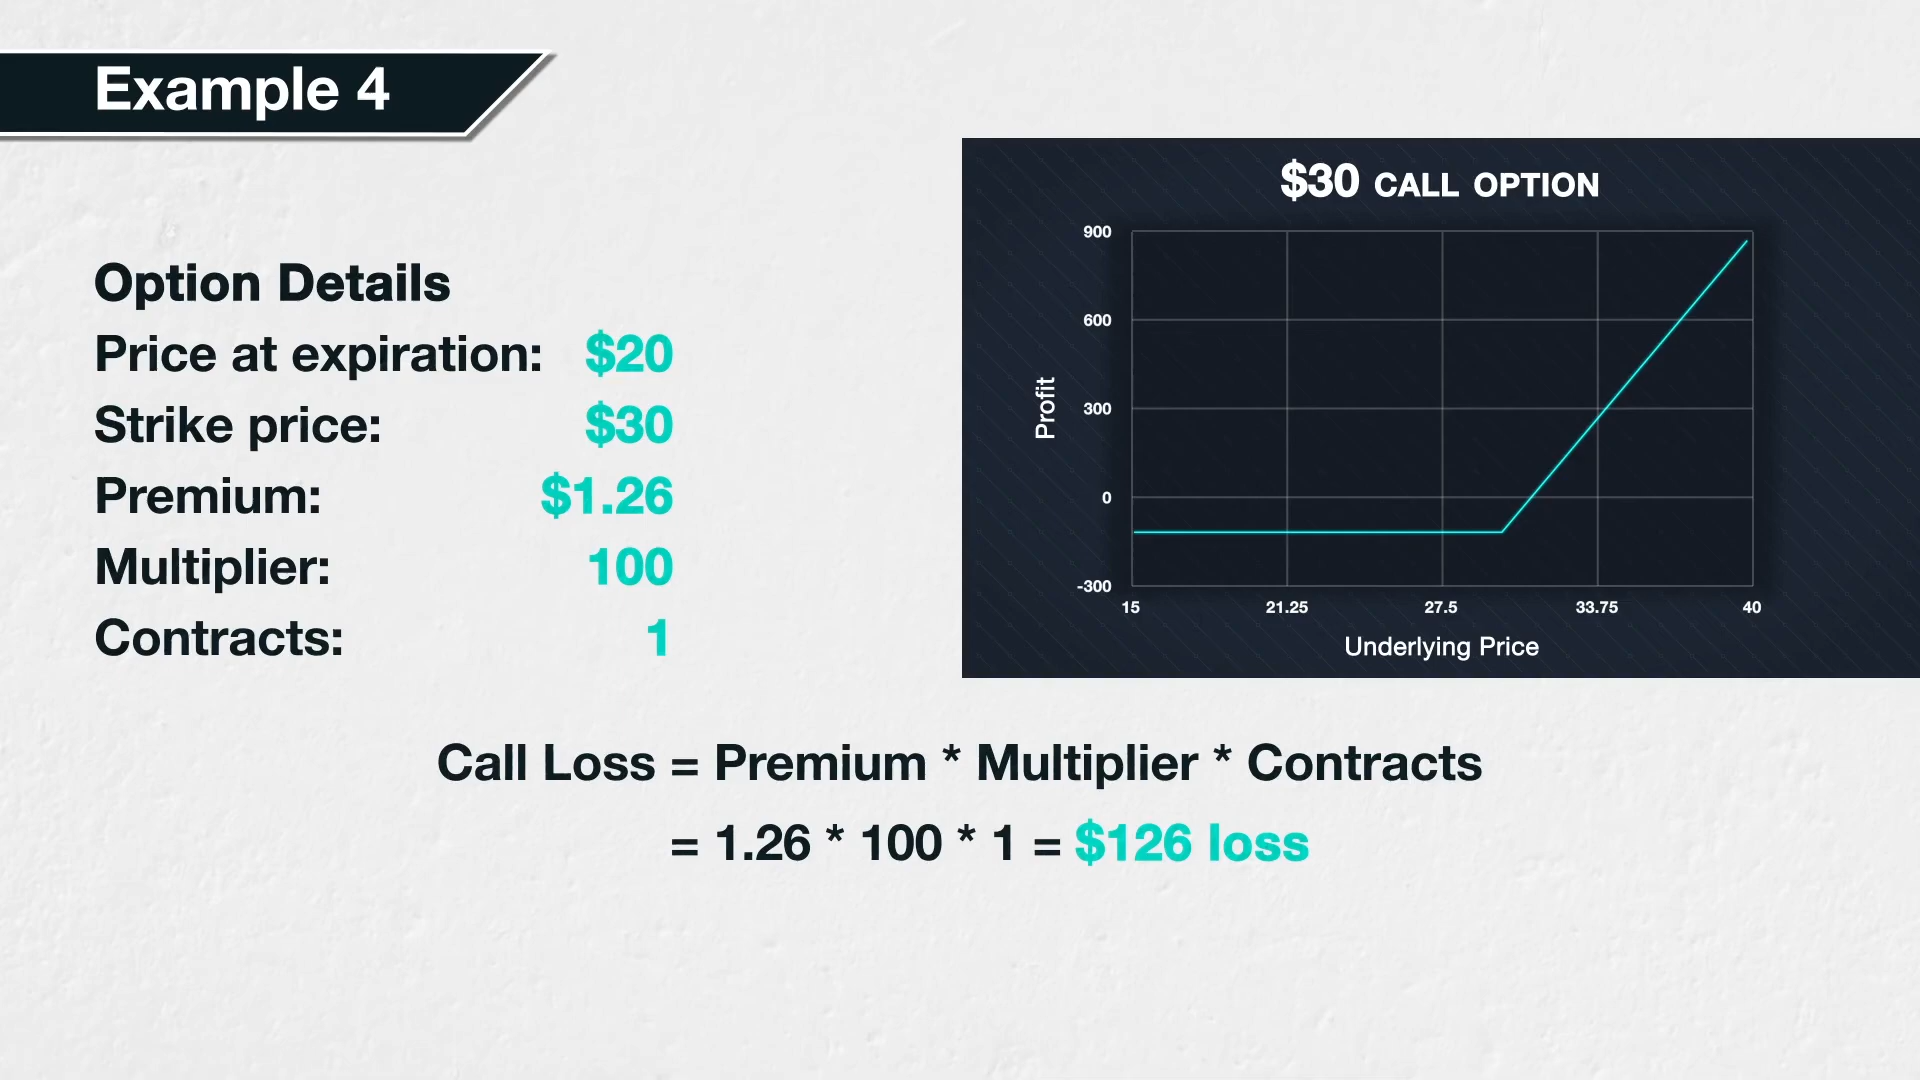 Example 4
Option Details
Price at expiration: $20
Strike price: $30
Premium: $1.26
Multiplier: 100
Contracts: 1
$30 CALL OPTION
900
600
300
0
-300
Profit
15 21.25 27.5 33.75 40
Underlying Price
Call Loss = Premium * Multiplier * Contracts
= 1.26 * 100 * 1 = $126 loss